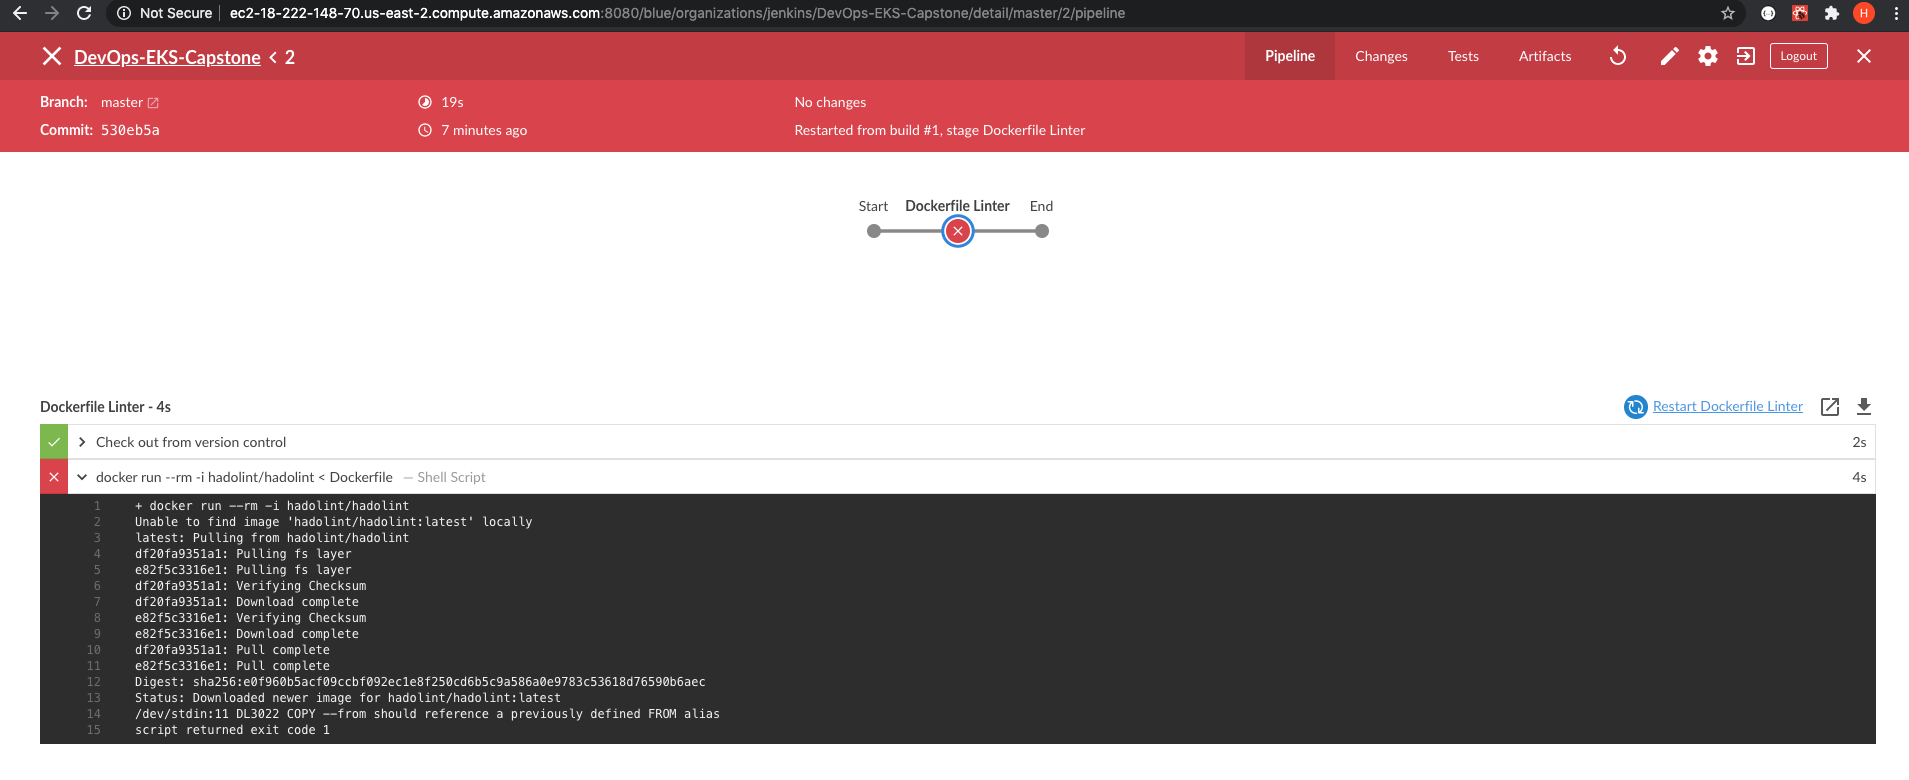 Not Secure ec2-18-222-148-70.us-east-2.compute.amazonaws.com:8080/blue/organizations/jenkins/DevOps-EKS-Capstone/detail/master/2/pipeline H
DevOps-EKS-Capstone < 2 Pipeline Changes Tests Artifacts Logout
Branch: master 19s No changes
Commit: 530eb5a 7 minutes ago Restarted from build #1, stage Dockerfile Linter
Start Dockerfile Linter End
Dockerfile Linter - 4s Restart Dockerfile Linter
Check out from version control 2s
docker run --rm -i hadolint/hadolint < Dockerfile — Shell Script 4s
1 + docker run --rm -i hadolint/hadolint
2 Unable to find image 'hadolint/hadolint:latest' locally
3 latest: Pulling from hadolint/hadolint
4 df20fa9351a1: Pulling fs layer
5 e82f5c3316e1: Pulling fs layer
6 df20fa9351a1: Verifying Checksum
7 df20fa9351a1: Download complete
8 e82f5c3316e1: Verifying Checksum
9 e82f5c3316e1: Download complete
10 df20fa9351a1: Pull complete
11 e82f5c3316e1: Pull complete
12 Digest: sha256:e0f960b5acf09ccbf092ec1e8f250cd6b5c9a586a0e9783c53618d76590b6aec
13 Status: Downloaded newer image for hadolint/hadolint:latest
14 /dev/stdin:11 DL3022 COPY --from should reference a previously defined FROM alias
15 script returned exit code 1